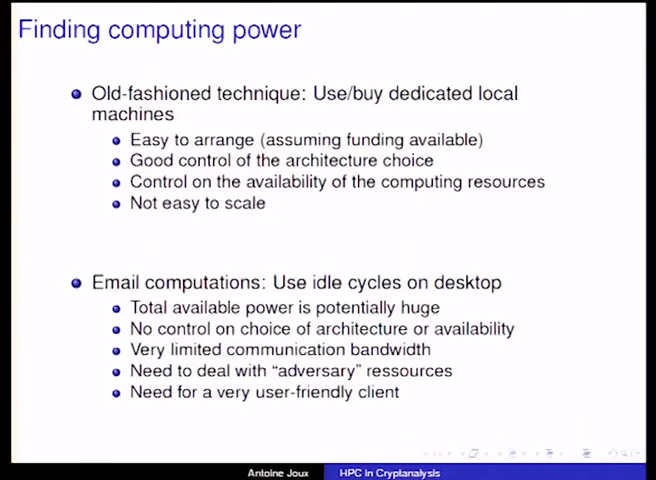 Finding computing power
Old-fashioned technique: Use/buy dedicated local
machines
Easy to arrange (assuming funding available)
Good control of the architecture choice
Control on the availability of the computing resources
Not easy to scale
Email computations: Use idle cycles on desktop
Total available power is potentially huge
No control on choice of architecture or availability
Very limited communication bandwidth
Need to deal with “adversary” ressources
Need for a very user-friendly client
Antoine Joux HPC in Cryptanalysis